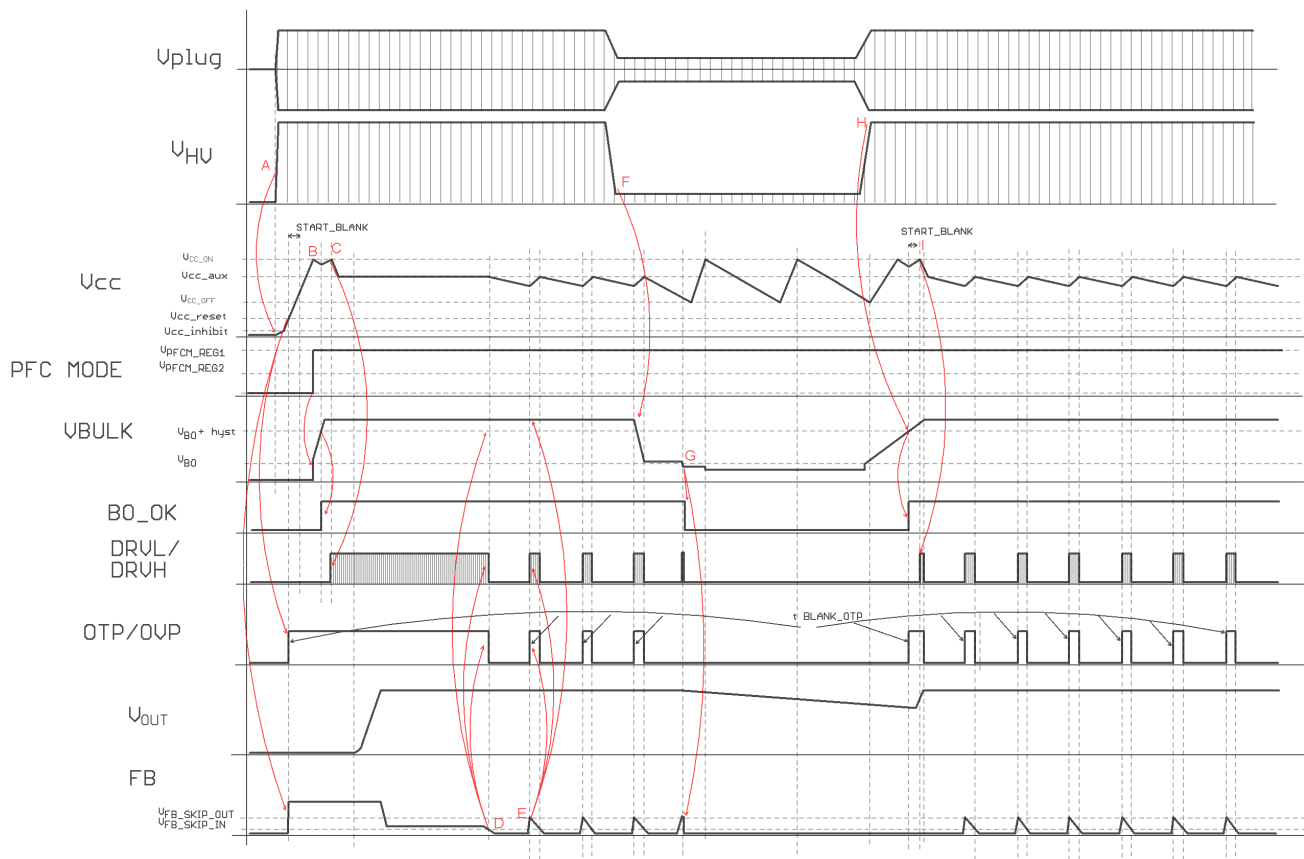 Vplug
H
A
VHV
F
START_BLANK
START_BLANK
B
C
I
VCC_ON
Vcc
Vcc_aux
VCC_OFF
Vcc_reset
Vcc_inhibit
PFC MODE
VPFCM_REG1
VPFCM_REG2
VBULK
VBO + hyst
VBO
G
BO_OK
DRVL/
DRVH
t BLANK_OTP
OTP/OVP
VOUT
FB
VFB_SKIP_OUT
VFB_SKIP_IN
E
D